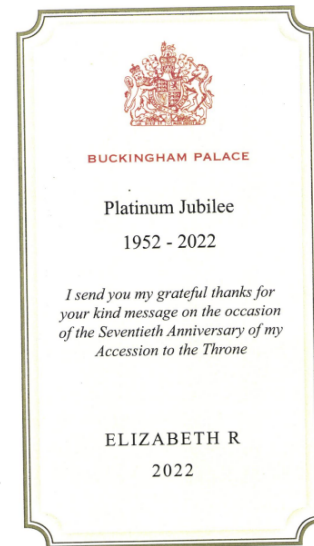 BUCKINGHAM PALACE
Platinum Jubilee
1952 - 2022
I send you my grateful thanks for
your kind message on the occasion
of the Seventieth Anniversary of my
Accession to the Throne
ELIZABETH R
2022